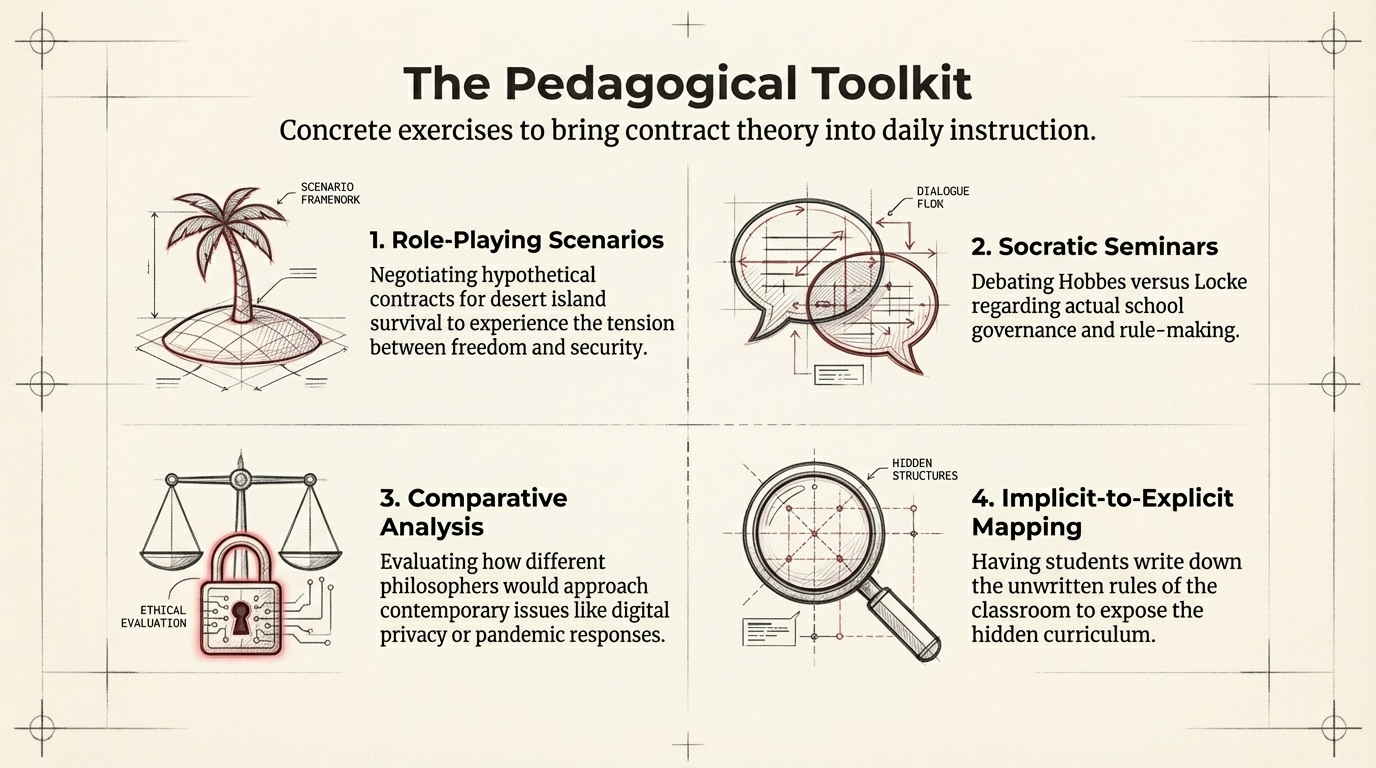 The Pedagogical Toolkit
Concrete exercises to bring contract theory into daily instruction.
SCENARIO
FRAMENORK
1. Role-Playing Scenarios
Negotiating hypothetical
contracts for desert island
survival to experience the tension
between freedom and security.
DIALOGUE
FLOK
2. Socratic Seminars
Debating Hobbes versus Locke
regarding actual school
governance and rule-making.
ETHICAL
EVALUATION
3. Comparative
Analysis
Evaluating how different
philosophers would approach
contemporary issues like digital
privacy or pandemic responses.
HIDDEN
STRUCTURES
4. Implicit-to-Explicit
Mapping
Having students write down
the unwritten rules of the
classroom to expose the
hidden curriculum.